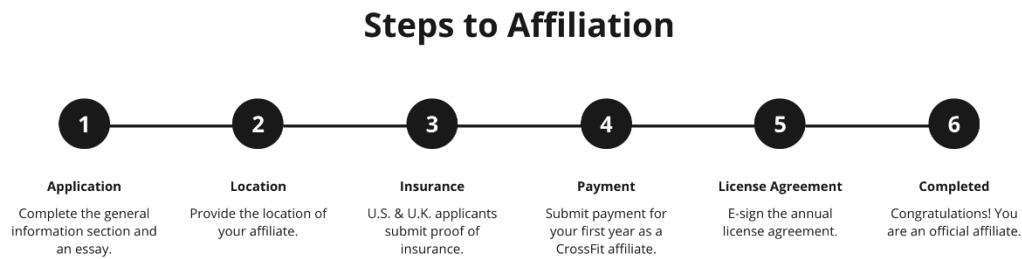 Steps to Affiliation
1
2
3
4
5
6
Application
Complete the general
information section and
an essay.
Location
Provide the location of
your affiliate.
Insurance
U.S. & U.K. applicants
submit proof of
insurance.
Payment
Submit payment for
your first year as a
CrossFit affiliate.
License Agreement
E-sign the annual
license agreement.
Completed
Congratulations! You
are an official affiliate.